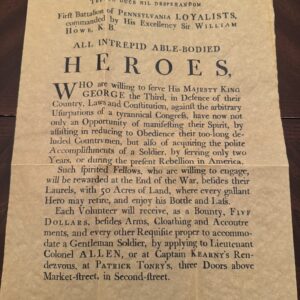 TEUCRO DUCE NIL DESPERANDUM
First Battalion of PENNSYLVANIA LOYALISTS,
commanded by His Excellency Sir WILLIAM
HOWE, K B.
ALL INTREPID ABLE-BODIED
HEROES,
WHO are willing to serve His MAJESTY KING
GEORGE the Third, in Defence of their
Country, Laws and Constitution, against the arbitrary
Usurpations of a tyrannical Congress, have now not
only an Opportunity of manifesting their Spirit, by
assisting in reducing to Obedience their too-long de-
luded Countrymen, but also of acquiring the polite
Accomplishments of a Soldier, by serving only two
Years, or during the present Rebellion in America.
Such spirited Fellows, who are willing to engage,
will be rewarded at the End of the War, besides their
Laurels, with 50 Acres of Land, where every gallant
Hero may retire, and enjoy his Bottle and Lass.
Each Volunteer will receive, as a Bounty, FIVE
DOLLARS, besides Arms, Cloathing and Accoutre
ments, and every other Requisite proper to accommo-
date a Gentleman Soldier, by applying to Lieutenant
Colonel ALLEN, or at Captain KEARNY'S Ren-
dezvous, at PATRICK TONRY'S, three Doors above
Market-street, in Second-street.